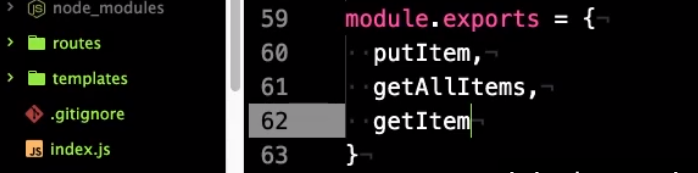 node_modules
routes
templates
.gitignore
JS index.js
59 module.exports = {¬
60 putItem,¬
61 getAllItems,¬
62 getItem¬
63 }¬